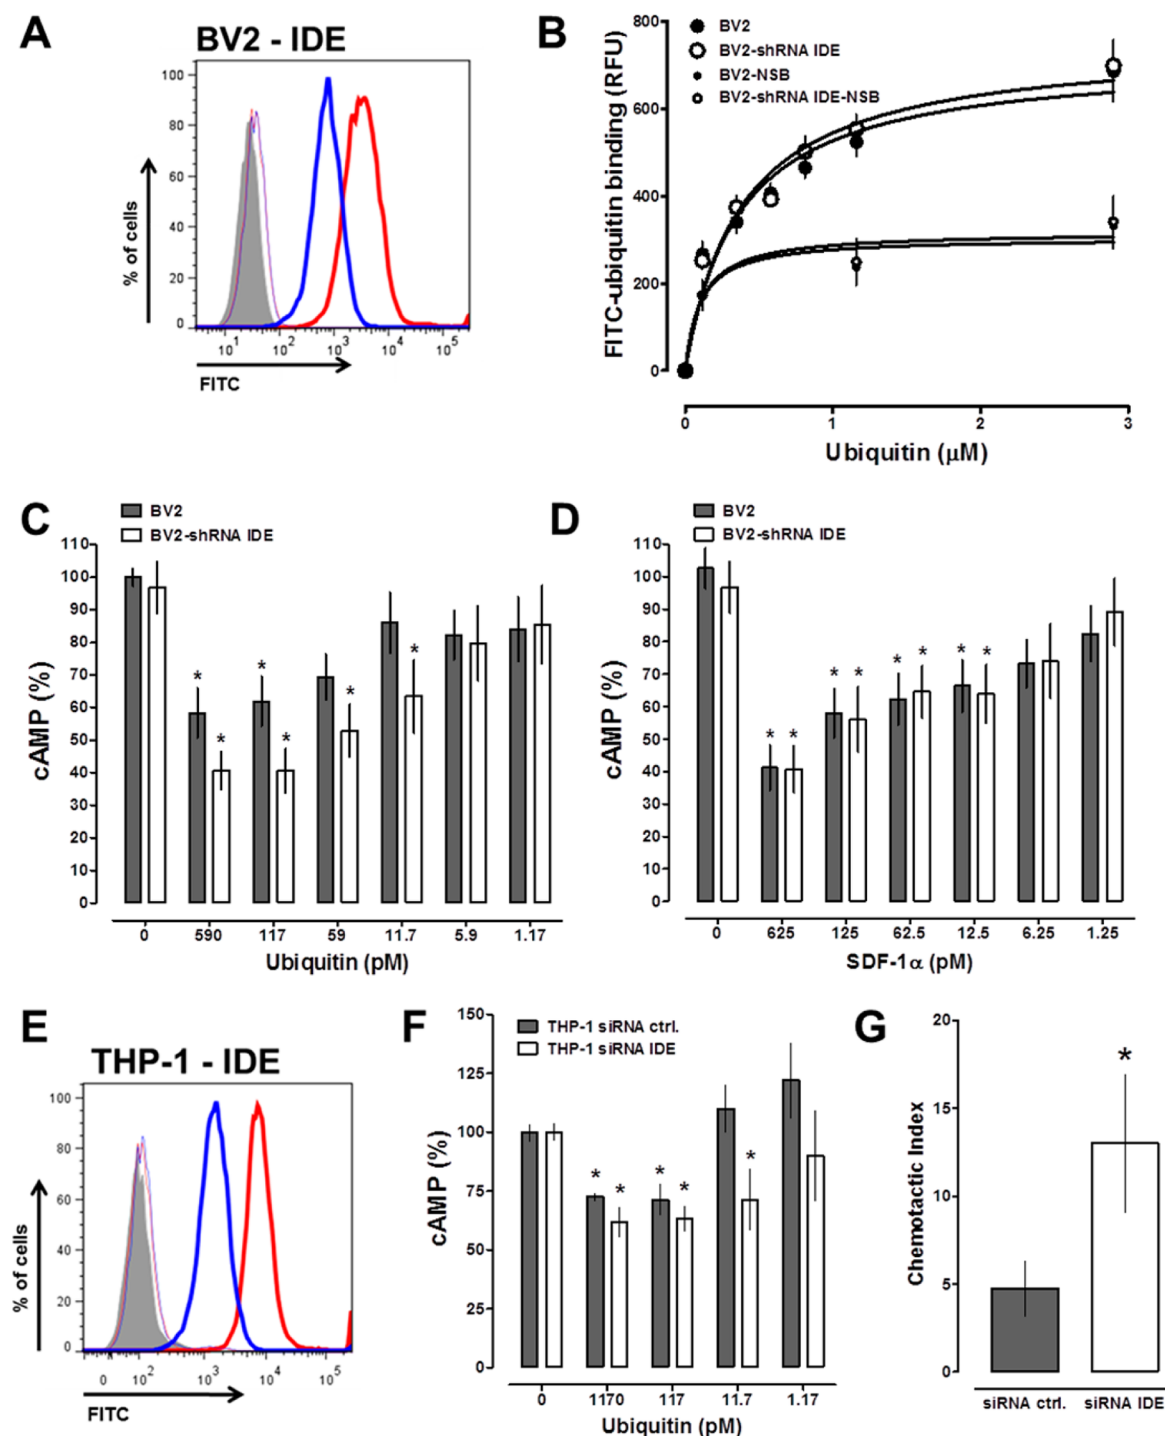 A
BV2 - IDE
100
80
60
40
20
0
% of cells
10¹ 10² 10³ 10⁴ 10⁵
FITC
B
BV2
BV2-shRNA IDE
BV2-NSB
BV2-shRNA IDE-NSB
800
600
400
200
0
FITC-ubiquitin binding (RFU)
0 1 2 3
Ubiquitin (μM)
C
BV2
BV2-shRNA IDE
110
100
90
80
70
60
50
40
30
20
10
0
cAMP (%)
* * * * * *
0 590 117 59 11.7 5.9 1.17
Ubiquitin (pM)
D
BV2
BV2-shRNA IDE
110
100
90
80
70
60
50
40
30
20
10
0
cAMP (%)
* * * * * * * *
0 625 125 62.5 12.5 6.25 1.25
SDF-1α (pM)
E
THP-1 - IDE
100
80
60
40
20
0
% of cells
0 10² 10³ 10⁴ 10⁵
FITC
F
THP-1 siRNA ctrl.
THP-1 siRNA IDE
150
125
100
75
50
25
0
cAMP (%)
* * * * *
0 1170 117 11.7 1.17
Ubiquitin (pM)
G
20
15
10
5
0
Chemotactic Index
*
siRNA ctrl. siRNA IDE